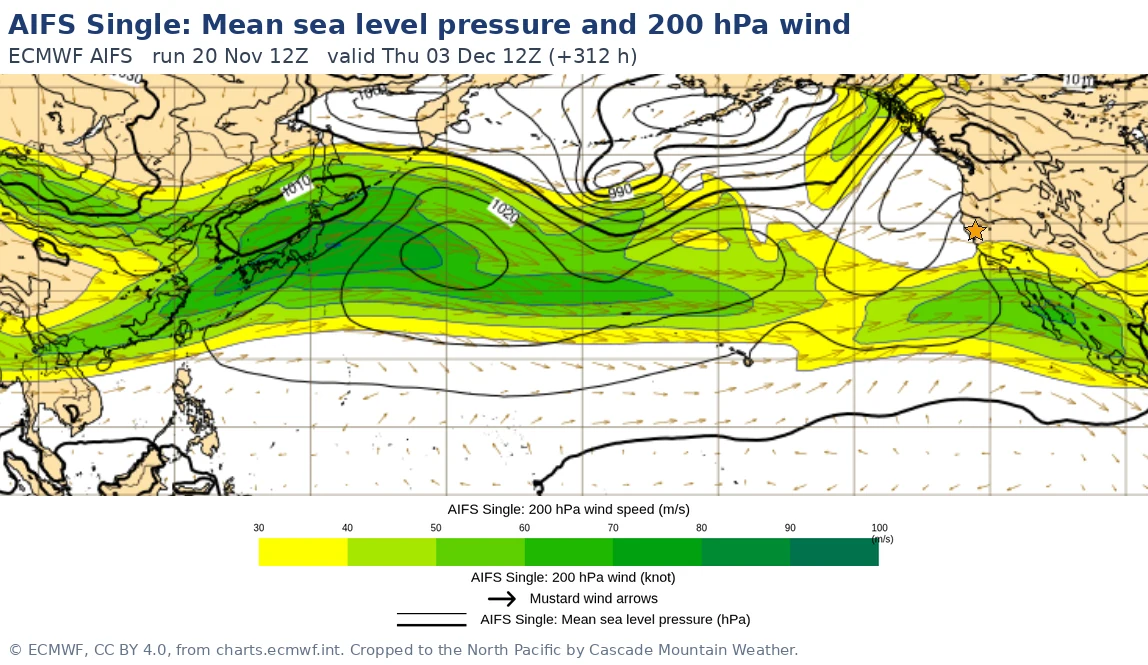 AIFS Single: Mean sea level pressure and 200 hPa wind
ECMWF AIFS run 20 Nov 12Z valid Thu 03 Dec 12Z (+312 h)
1010
1020
990
AIFS Single: 200 hPa wind speed (m/s)
30 40 50 60 70 80 90 100
(m/s)
AIFS Single: 200 hPa wind (knot)
Mustard wind arrows
AIFS Single: Mean sea level pressure (hPa)
© ECMWF, CC BY 4.0, from charts.ecmwf.int. Cropped to the North Pacific by Cascade Mountain Weather.